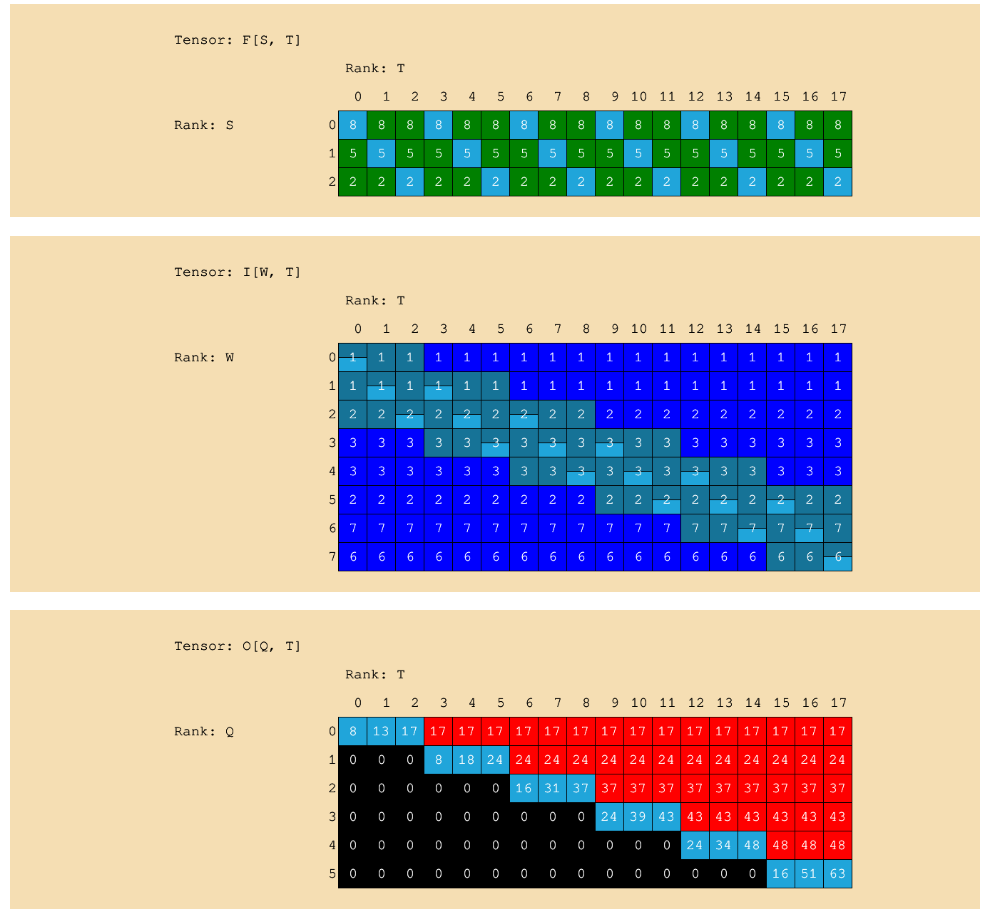 Tensor: F[S, T]
Rank: T
0 1 2 3 4 5 6 7 8 9 10 11 12 13 14 15 16 17
Rank: S 0 8 8 8 8 8 8 8 8 8 8 8 8 8 8 8 8 8 8
1 5 5 5 5 5 5 5 5 5 5 5 5 5 5 5 5 5 5
2 2 2 2 2 2 2 2 2 2 2 2 2 2 2 2 2 2 2
Tensor: I[W, T]
Rank: T
0 1 2 3 4 5 6 7 8 9 10 11 12 13 14 15 16 17
Rank: W 0 1 1 1 1 1 1 1 1 1 1 1 1 1 1 1 1 1 1
1 1 1 1 1 1 1 1 1 1 1 1 1 1 1 1 1 1 1
2 2 2 2 2 2 2 2 2 2 2 2 2 2 2 2 2 2 2
3 3 3 3 3 3 3 3 3 3 3 3 3 3 3 3 3 3 3
4 3 3 3 3 3 3 3 3 3 3 3 3 3 3 3 3 3 3
5 2 2 2 2 2 2 2 2 2 2 2 2 2 2 2 2 2 2
6 7 7 7 7 7 7 7 7 7 7 7 7 7 7 7 7 7 7
7 6 6 6 6 6 6 6 6 6 6 6 6 6 6 6 6 6 6
Tensor: O[Q, T]
Rank: T
0 1 2 3 4 5 6 7 8 9 10 11 12 13 14 15 16 17
Rank: Q 0 8 13 17 17 17 17 17 17 17 17 17 17 17 17 17 17 17 17
1 0 0 0 8 18 24 24 24 24 24 24 24 24 24 24 24 24 24
2 0 0 0 0 0 0 16 31 37 37 37 37 37 37 37 37 37 37
3 0 0 0 0 0 0 0 0 0 24 39 43 43 43 43 43 43 43
4 0 0 0 0 0 0 0 0 0 0 0 0 24 34 48 48 48 48
5 0 0 0 0 0 0 0 0 0 0 0 0 0 0 0 16 51 63